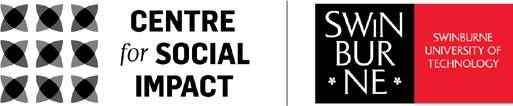 CENTRE
for SOCIAL
IMPACT
SWIN
BUR
NE
SWINBURNE
UNIVERSITY OF
TECHNOLOGY